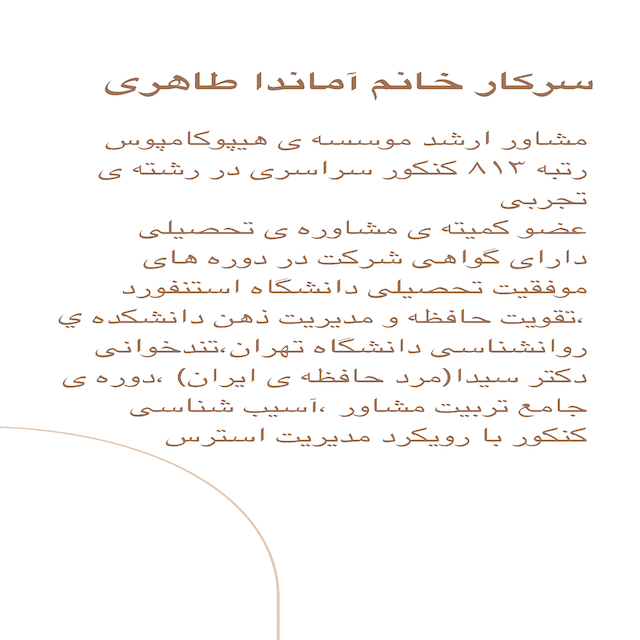 سرکار خانم آماندا طاهری
مشاور ارشد موسسه ی هیپوکامپوس
رتبه ۸۱۳ کنکور سراسری در رشته ی
تجربی
عضو کمیته ی مشاوره ی تحصیلی
دارای گواهی شرکت در دوره های
موفقیت تحصیلی دانشگاه استنفورد
،تقویت حافظه و مدیریت ذهن دانشکده ي
روانشناسی دانشگاه تهران،تندخوانی
دکتر سیدا(مرد حافظه ی ایران) ،دوره ی
جامع تربیت مشاور ،آسیب شناسی
کنکور با رویکرد مدیریت استرس